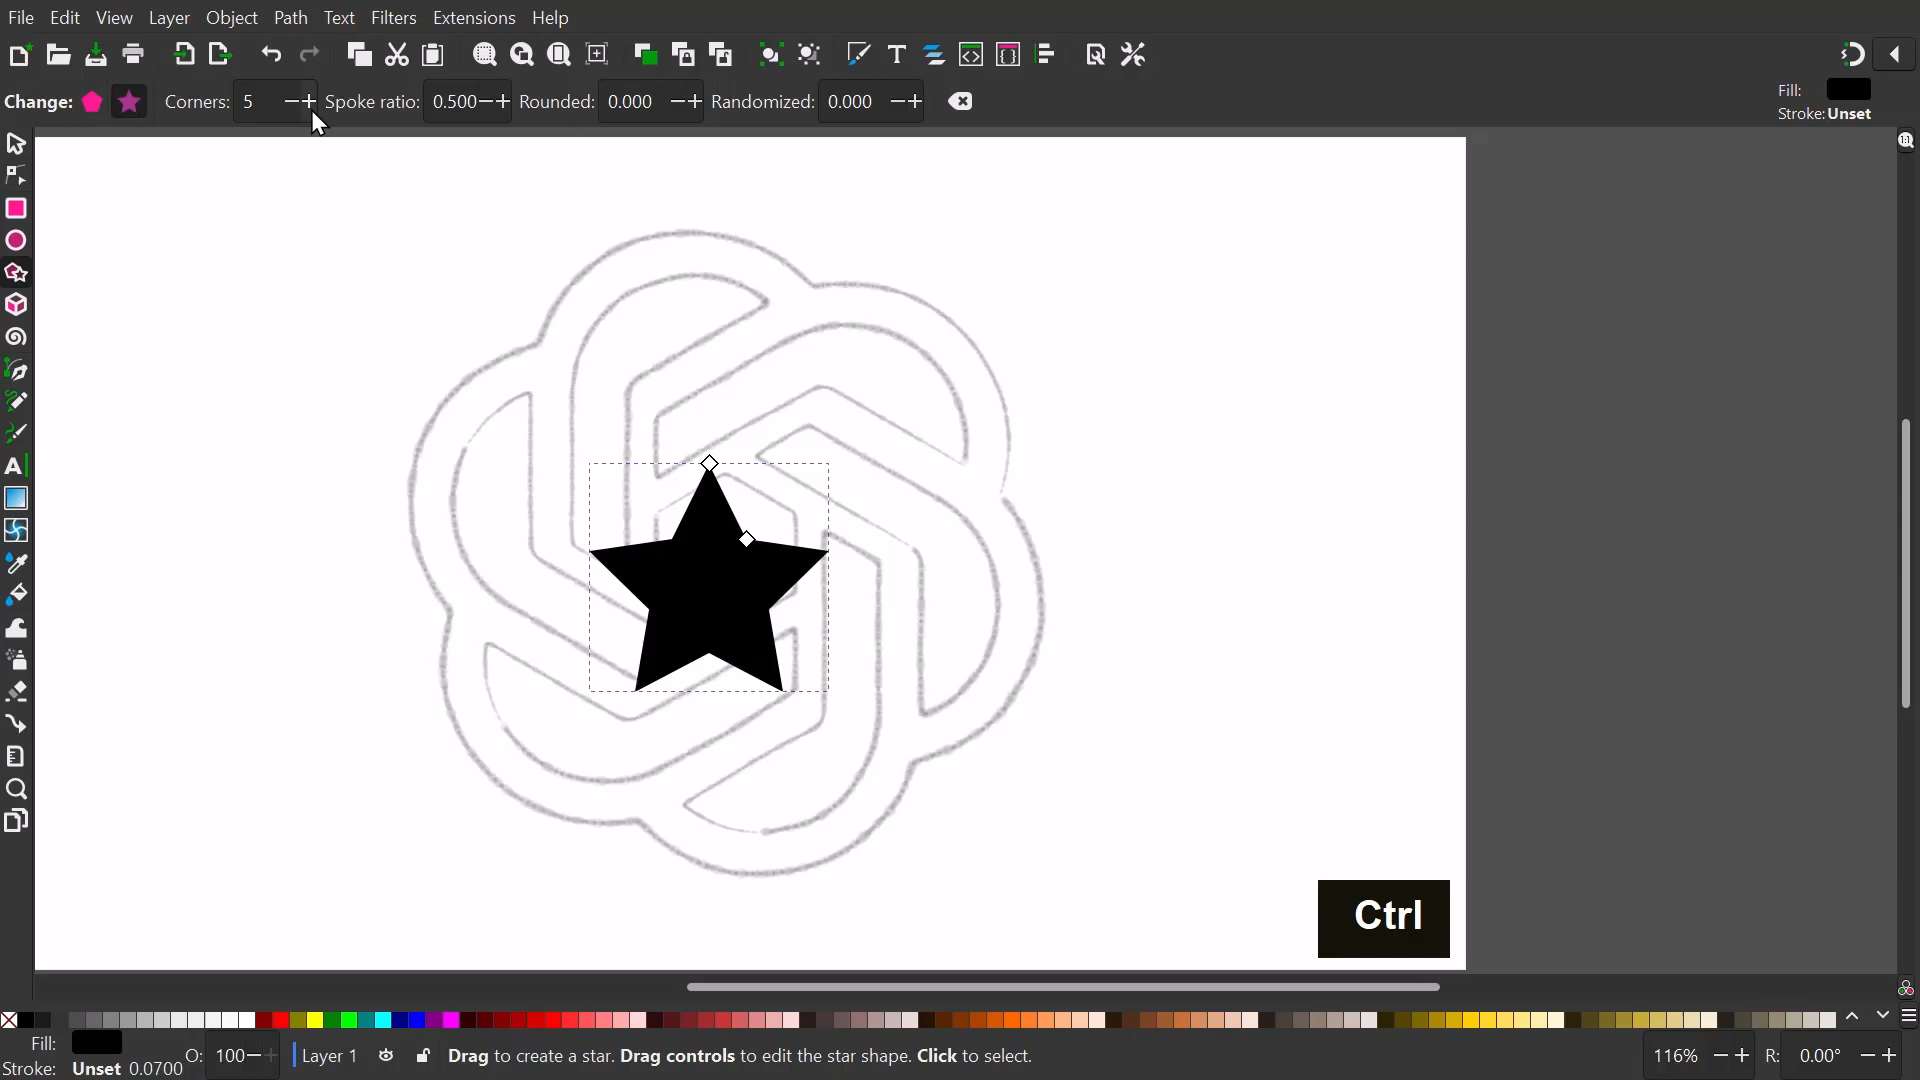 File Edit View Layer Object Path Text Filters Extensions Help
Change: Corners: 5 Spoke ratio: 0.500 Rounded: 0.000 Randomized: 0.000
Fill:
Stroke: Unset
Ctrl
Fill:
Stroke: Unset 0.0700
O: 100
Layer 1
Drag to create a star. Drag controls to edit the star shape. Click to select.
116%
R: 0.00°